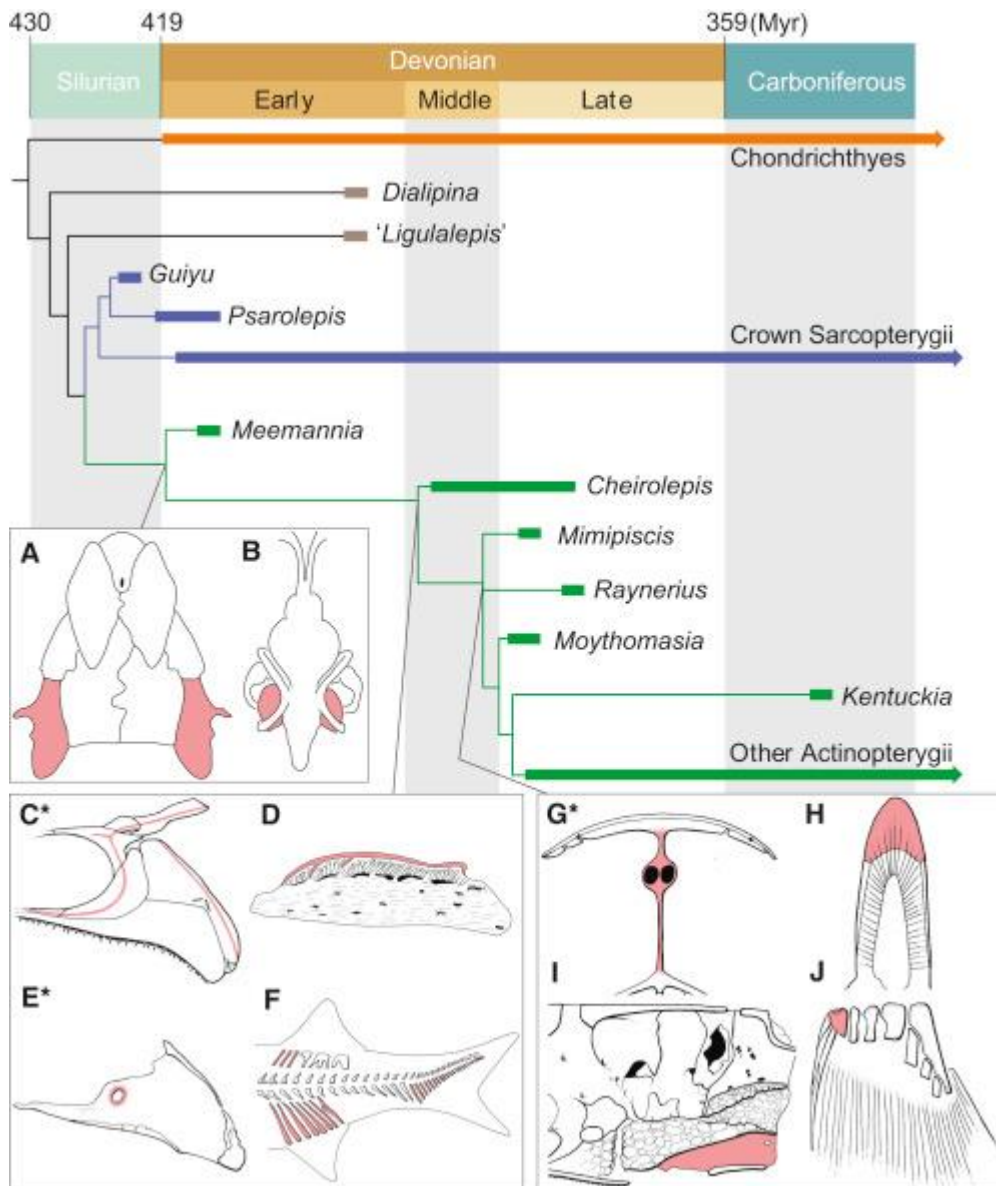 430 419 359(Myr)
Silurian Devonian Carboniferous
Early Middle Late
Chondrichthyes
Dialipina
'Ligulalepis'
Guiyu
Psarolepis
Crown Sarcopterygii
Meemannia
Cheirolepis
Mimipiscis
Raynerius
Moythomasia
Kentuckia
Other Actinopterygii
A B
C* D G* H
E* F I J